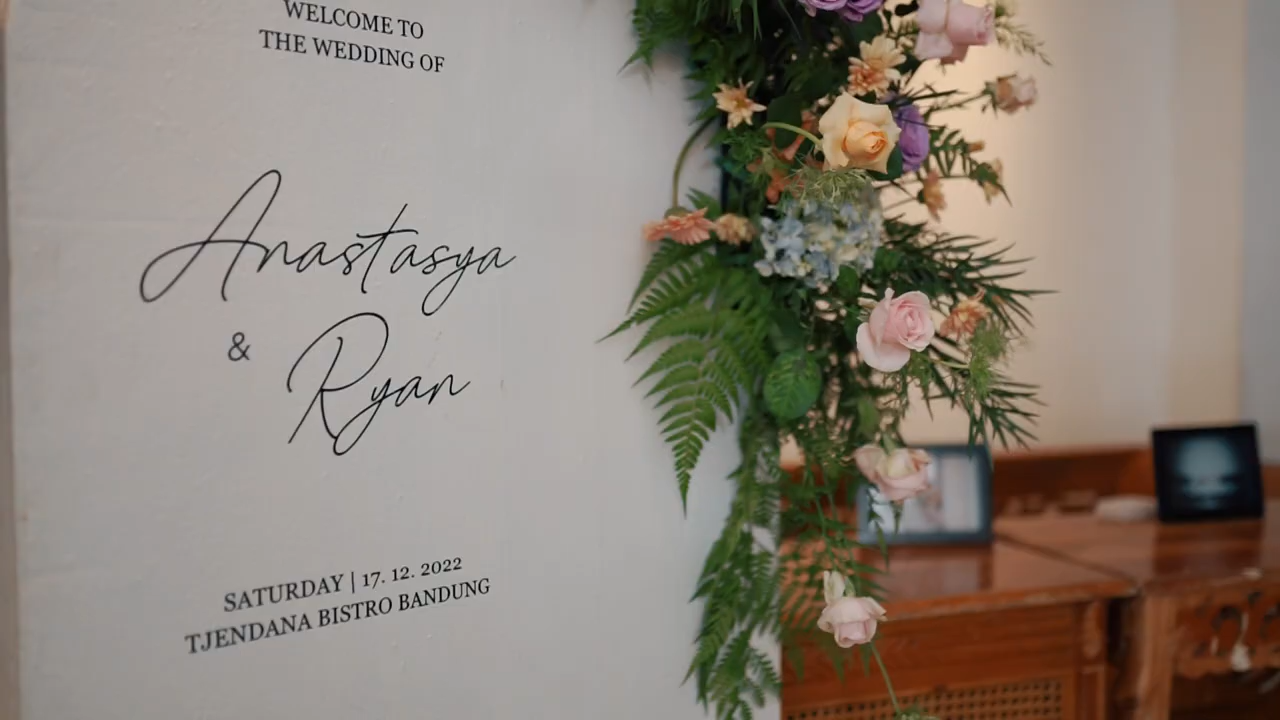 WELCOME TO
THE WEDDING OF
Anastasya
&
Ryan
SATURDAY | 17. 12. 2022
TJENDANA BISTRO BANDUNG